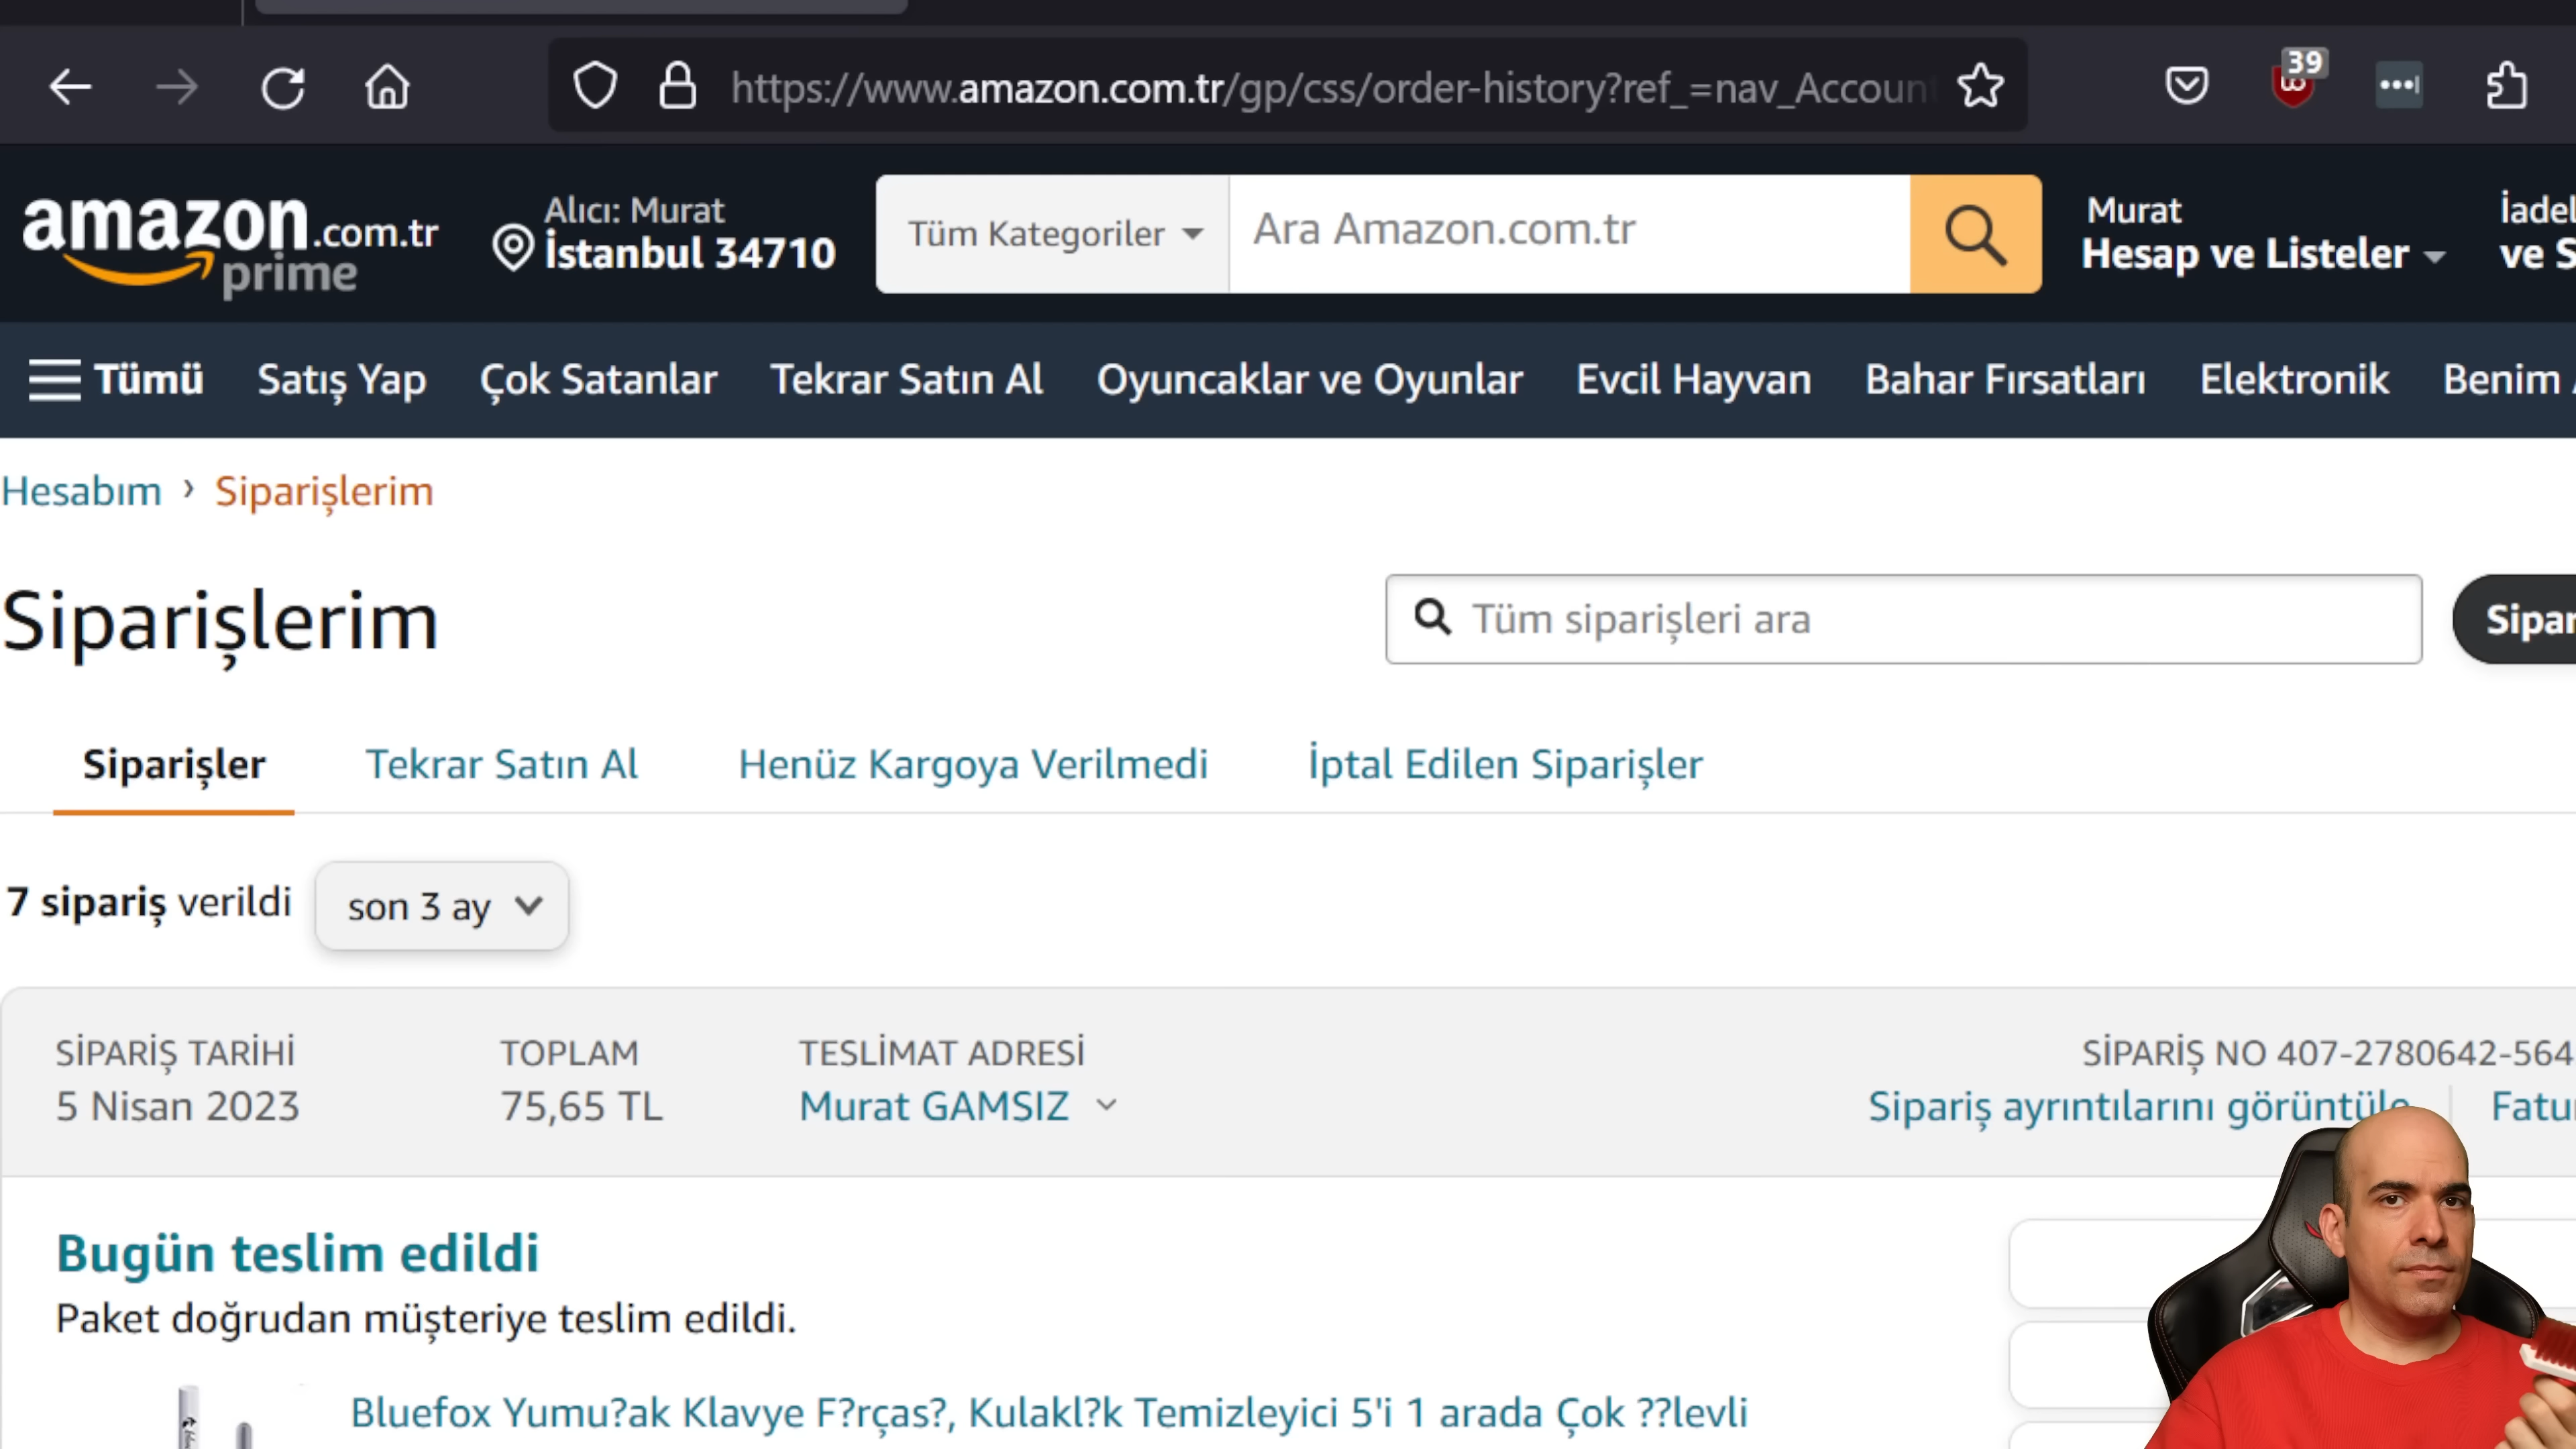 https://www.amazon.com.tr/gp/css/order-history?ref_=nav_Accoun
39
amazon.com.tr
prime
Alıcı: Murat
İstanbul 34710
Tüm Kategoriler
Ara Amazon.com.tr
Murat
Hesap ve Listeler
İadel
ve S
Tümü Satış Yap Çok Satanlar Tekrar Satın Al Oyuncaklar ve Oyunlar Evcil Hayvan Bahar Fırsatları Elektronik Benim
Hesabım › Siparişlerim
Siparişlerim
Tüm siparişleri ara
Sipar
Siparişler Tekrar Satın Al Henüz Kargoya Verilmedi İptal Edilen Siparişler
7 sipariş verildi son 3 ay
SİPARİŞ TARİHİ TOPLAM TESLİMAT ADRESİ SİPARİŞ NO 407-2780642-564
5 Nisan 2023 75,65 TL Murat GAMSIZ Sipariş ayrıntılarını görüntüle Fatu
Bugün teslim edildi
Paket doğrudan müşteriye teslim edildi.
Bluefox Yumu?ak Klavye F?rças?, Kulakl?k Temizleyici 5'i 1 arada Çok ??levli